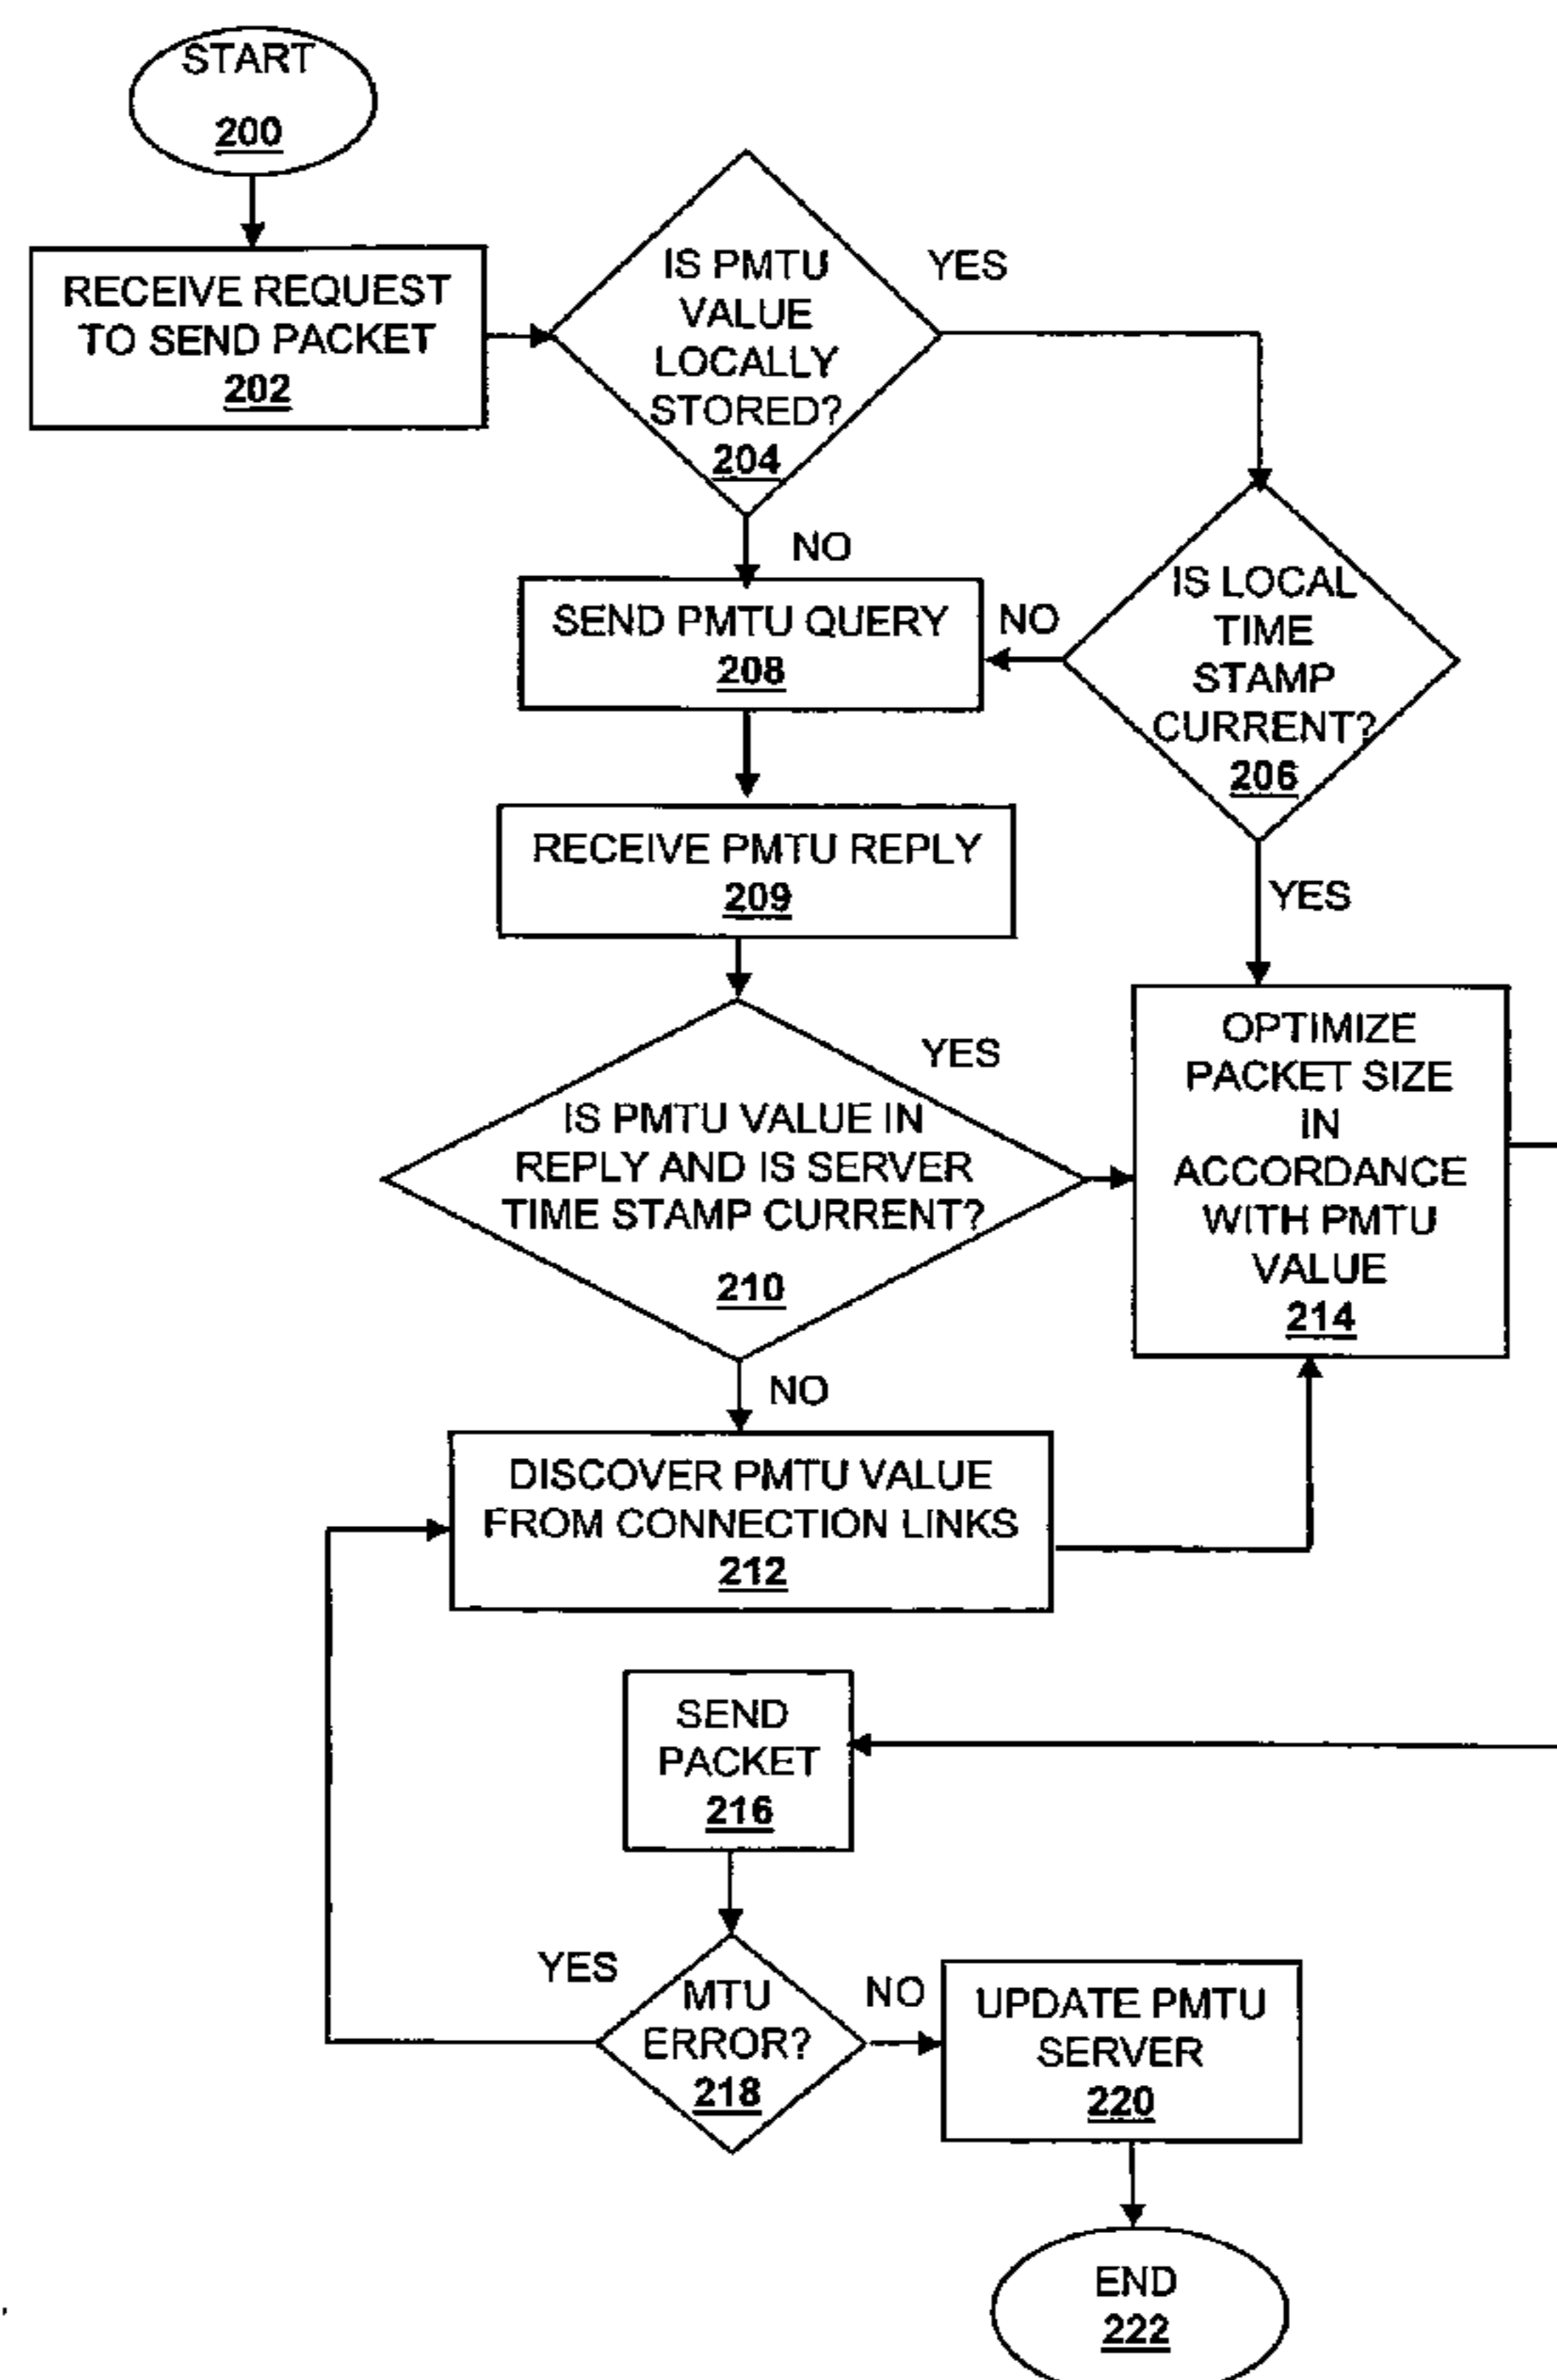 START
200
RECEIVE REQUEST
TO SEND PACKET
202
IS PMTU
VALUE
LOCALLY
STORED?
204
YES
NO
IS LOCAL
TIME
STAMP
CURRENT?
206
NO
YES
SEND PMTU QUERY
208
RECEIVE PMTU REPLY
209
IS PMTU VALUE IN
REPLY AND IS SERVER
TIME STAMP CURRENT?
210
YES
NO
OPTIMIZE
PACKET SIZE
IN
ACCORDANCE
WITH PMTU
VALUE
214
DISCOVER PMTU VALUE
FROM CONNECTION LINKS
212
SEND
PACKET
216
MTU
ERROR?
218
YES
NO
UPDATE PMTU
SERVER
220
END
222